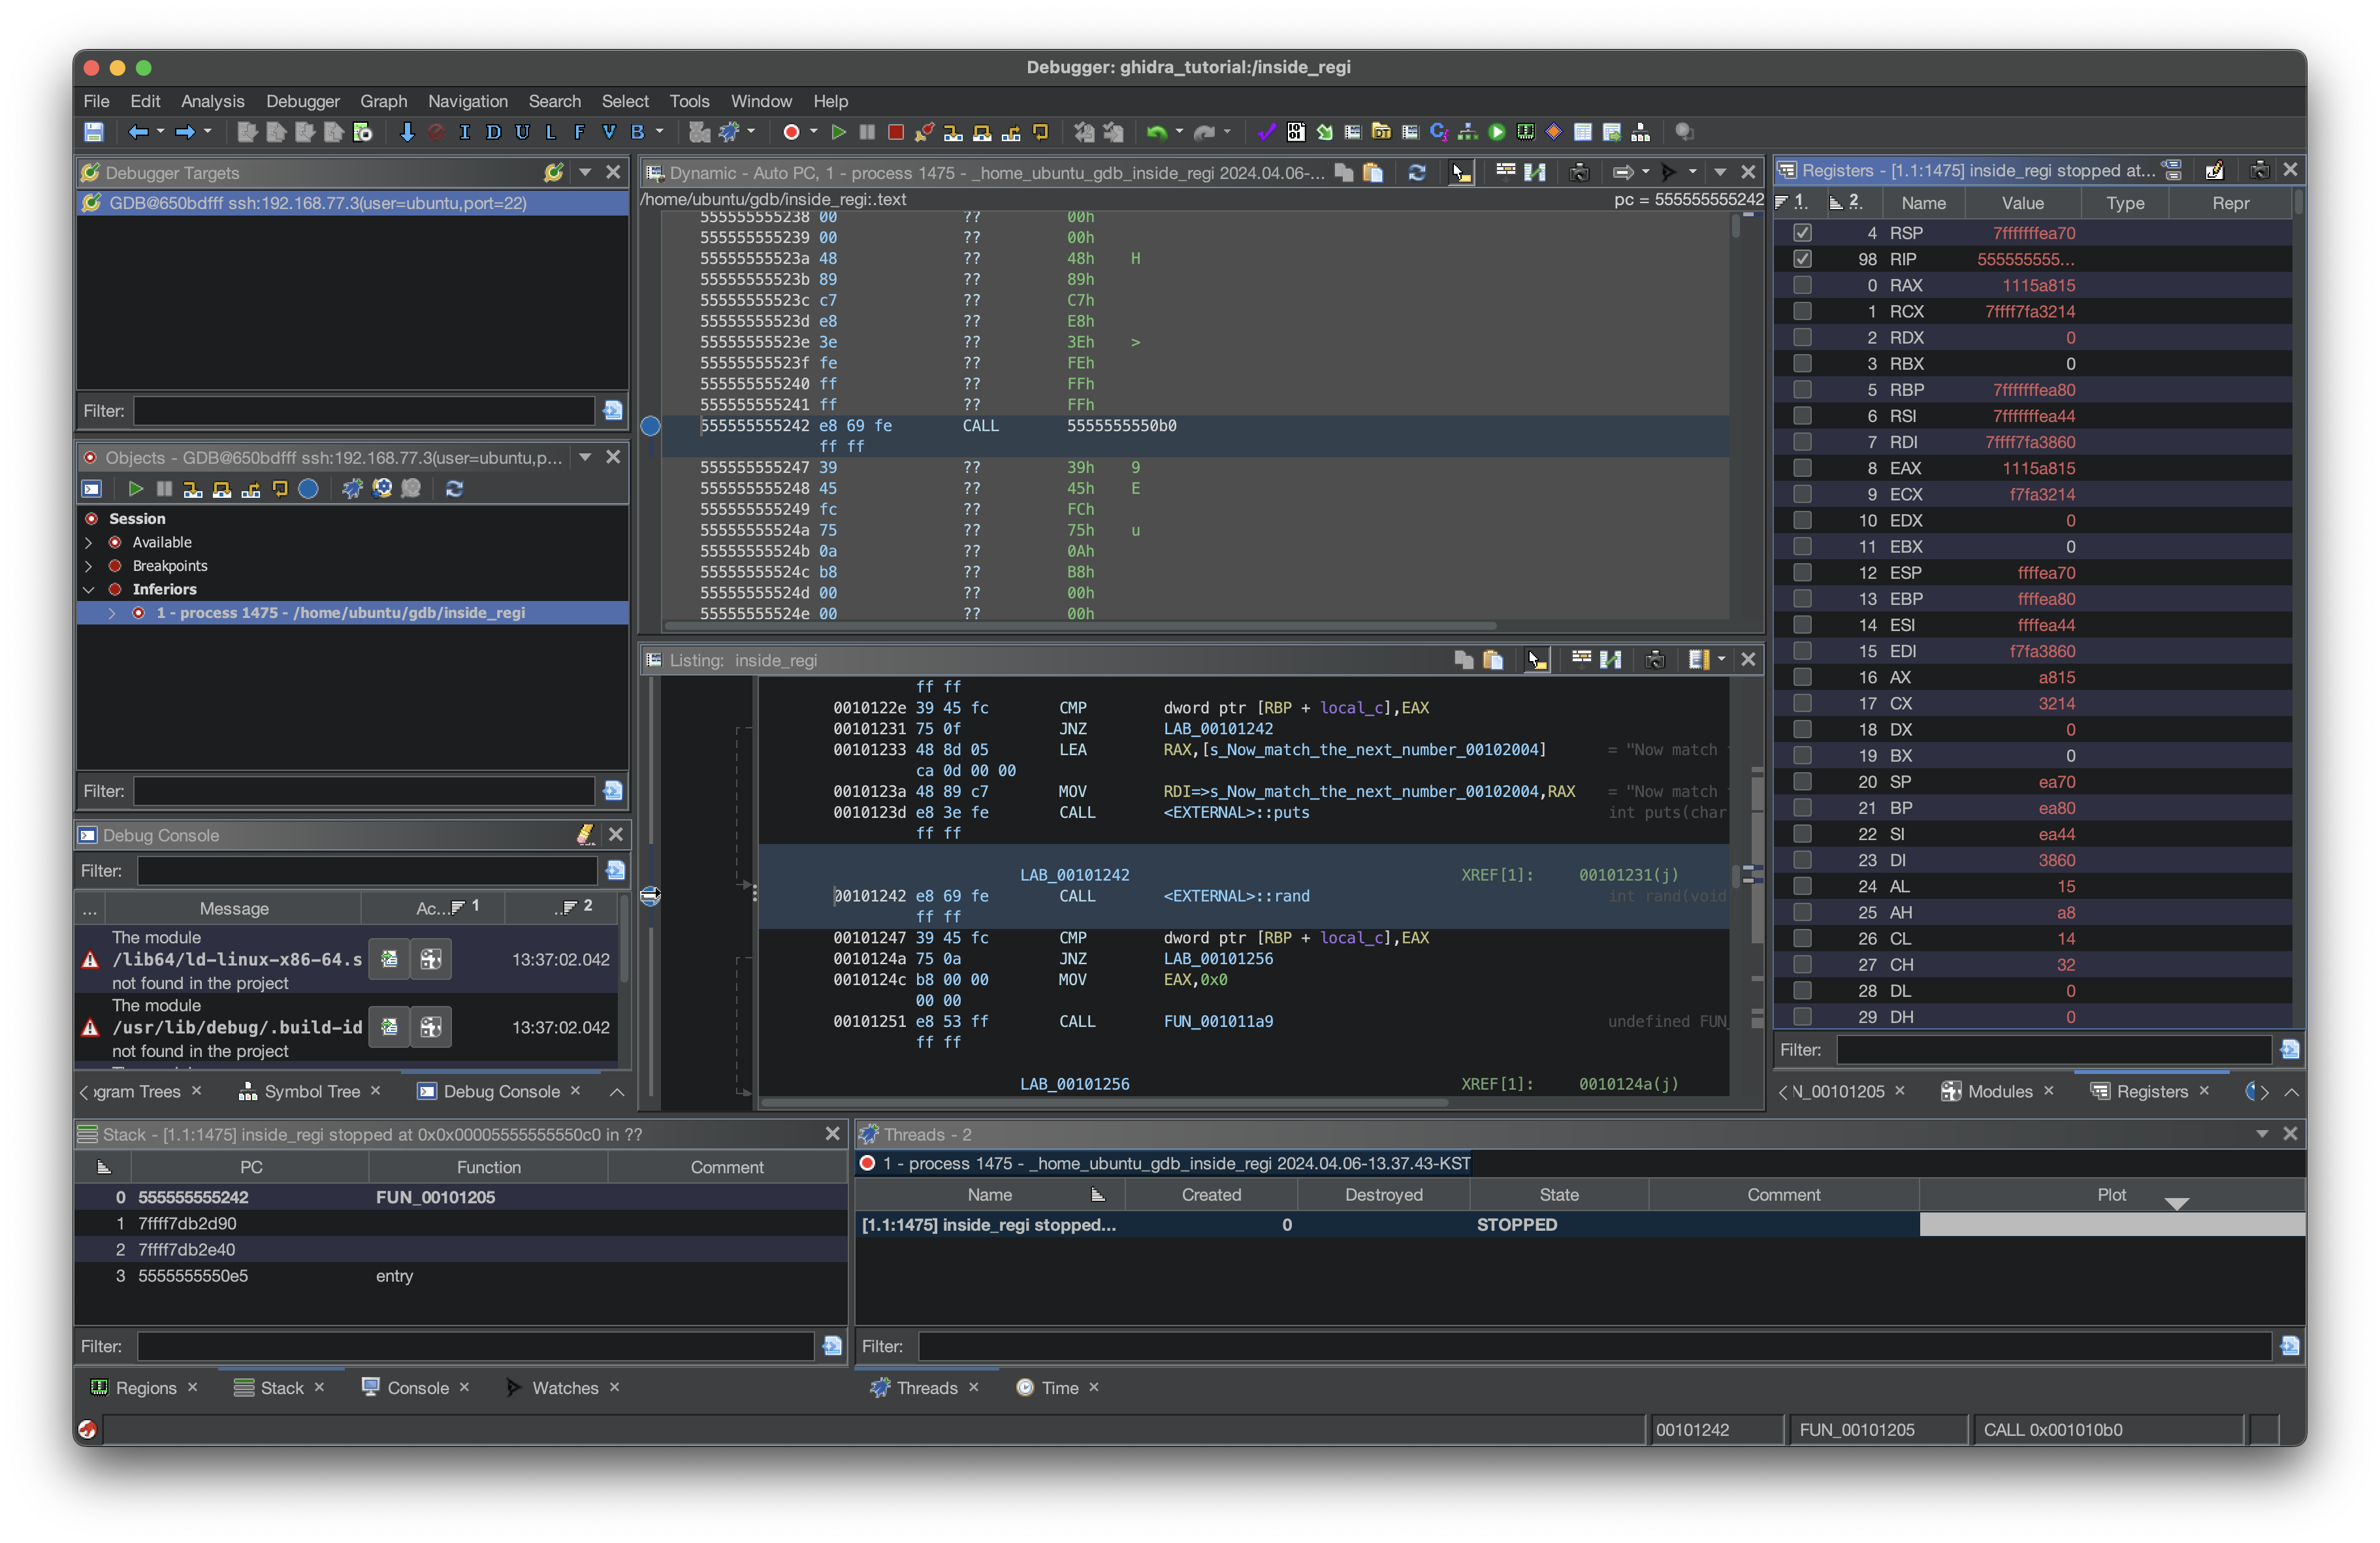 Debugger: ghidra_tutorial:/inside_regi
File Edit Analysis Debugger Graph Navigation Search Select Tools Window Help
I D U L F V B
Debugger Targets
GDB@650bdfff ssh:192.168.77.3(user=ubuntu,port=22)
Filter:
Objects - GDB@650bdfff ssh:192.168.77.3(user=ubuntu,p...
Session
Available
Breakpoints
Inferiors
1 - process 1475 - /home/ubuntu/gdb/inside_regi
Filter:
Debug Console
Filter:
... Message Ac... 1 .. 2
The module
/lib64/ld-linux-x86-64.s 13:37:02.042
not found in the project
The module
/usr/lib/debug/.build-id 13:37:02.042
not found in the project
ogram Trees Symbol Tree Debug Console
Dynamic - Auto PC, 1 - process 1475 - _home_ubuntu_gdb_inside_regi 2024.04.06-...
/home/ubuntu/gdb/inside_regi:.text pc = 555555555242
555555555238 00 ?? 00h
555555555239 00 ?? 00h
55555555523a 48 ?? 48h H
55555555523b 89 ?? 89h
55555555523c c7 ?? C7h
55555555523d e8 ?? E8h
55555555523e 3e ?? 3Eh >
55555555523f fe ?? FEh
555555555240 ff ?? FFh
555555555241 ff ?? FFh
555555555242 e8 69 fe CALL 5555555550b0
ff ff
555555555247 39 ?? 39h 9
555555555248 45 ?? 45h E
555555555249 fc ?? FCh
55555555524a 75 ?? 75h u
55555555524b 0a ?? 0Ah
55555555524c b8 ?? B8h
55555555524d 00 ?? 00h
55555555524e 00 ?? 00h
Listing: inside_regi
ff ff
0010122e 39 45 fc CMP dword ptr [RBP + local_c],EAX
00101231 75 0f JNZ LAB_00101242
00101233 48 8d 05 LEA RAX,[s_Now_match_the_next_number_00102004] = "Now match
ca 0d 00 00
0010123a 48 89 c7 MOV RDI=>s_Now_match_the_next_number_00102004,RAX = "Now match
0010123d e8 3e fe CALL <EXTERNAL>::puts int puts(char
ff ff
LAB_00101242 XREF[1]: 00101231(j)
00101242 e8 69 fe CALL <EXTERNAL>::rand int rand(void
ff ff
00101247 39 45 fc CMP dword ptr [RBP + local_c],EAX
0010124a 75 0a JNZ LAB_00101256
0010124c b8 00 00 MOV EAX,0x0
00 00
00101251 e8 53 ff CALL FUN_001011a9 undefined FUN_
ff ff
LAB_00101256 XREF[1]: 0010124a(j)
Registers - [1.1:1475] inside_regi stopped at...
1.. 2.. Name Value Type Repr
4 RSP 7fffffffea70
98 RIP 555555555...
0 RAX 1115a815
1 RCX 7ffff7fa3214
2 RDX 0
3 RBX 0
5 RBP 7fffffffea80
6 RSI 7fffffffea44
7 RDI 7ffff7fa3860
8 EAX 1115a815
9 ECX f7fa3214
10 EDX 0
11 EBX 0
12 ESP ffffea70
13 EBP ffffea80
14 ESI ffffea44
15 EDI f7fa3860
16 AX a815
17 CX 3214
18 DX 0
19 BX 0
20 SP ea70
21 BP ea80
22 SI ea44
23 DI 3860
24 AL 15
25 AH a8
26 CL 14
27 CH 32
28 DL 0
29 DH 0
Filter:
N_00101205 Modules Registers
Stack - [1.1:1475] inside_regi stopped at 0x0x00005555555550c0 in ??
PC Function Comment
0 555555555242 FUN_00101205
1 7ffff7db2d90
2 7ffff7db2e40
3 5555555550e5 entry
Filter:
Regions Stack Console Watches
Threads - 2
1 - process 1475 - _home_ubuntu_gdb_inside_regi 2024.04.06-13.37.43-KST
Name Created Destroyed State Comment Plot
[1.1:1475] inside_regi stopped... 0 STOPPED
Filter:
Threads Time
00101242 FUN_00101205 CALL 0x001010b0